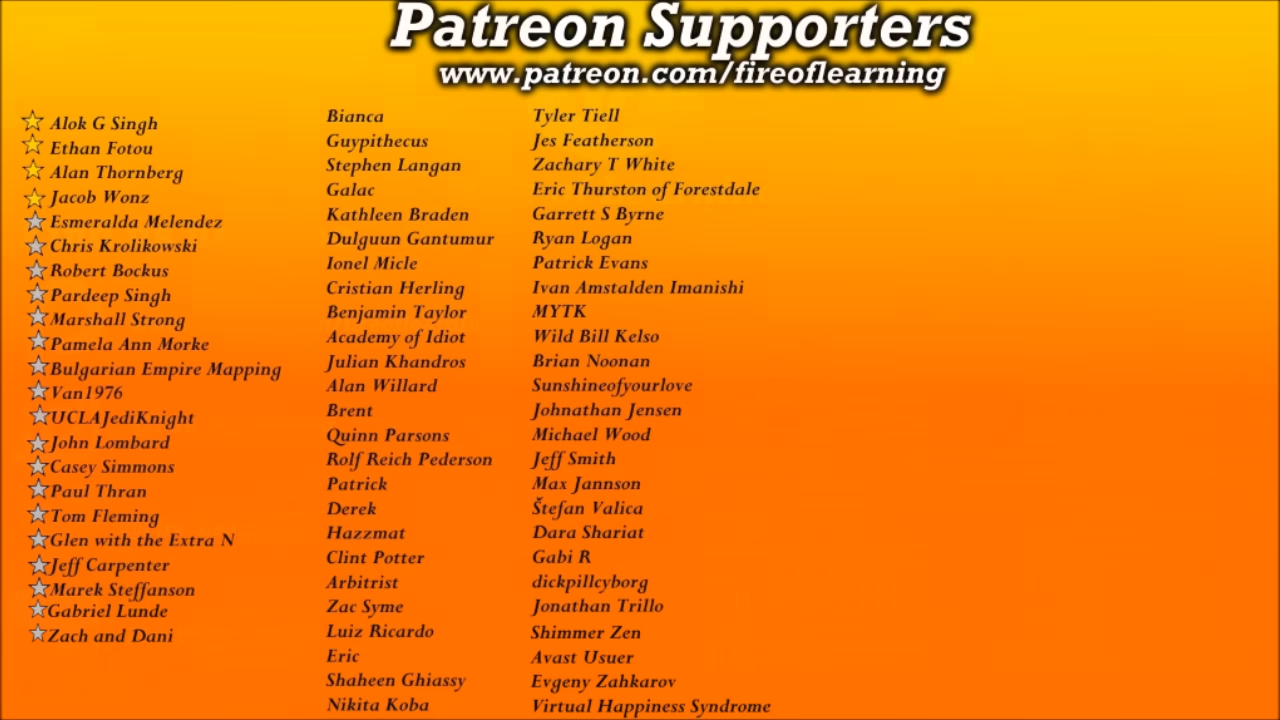 Patreon Supporters
www.patreon.com/fireoflearning
Alok G Singh
Ethan Fotou
Alan Thornberg
Jacob Wonz
Esmeralda Melendez
Chris Krolikowski
Robert Bockus
Pardeep Singh
Marshall Strong
Pamela Ann Morke
Bulgarian Empire Mapping
Van1976
UCLAJediKnight
John Lombard
Casey Simmons
Paul Thran
Tom Fleming
Glen with the Extra N
Jeff Carpenter
Marek Steffanson
Gabriel Lunde
Zach and Dani
Bianca
Guypithecus
Stephen Langan
Galac
Kathleen Braden
Dulguun Gantumur
Ionel Micle
Cristian Herling
Benjamin Taylor
Academy of Idiot
Julian Khandros
Alan Willard
Brent
Quinn Parsons
Rolf Reich Pederson
Patrick
Derek
Hazzmat
Clint Potter
Arbitrist
Zac Syme
Luiz Ricardo
Eric
Shaheen Ghiassy
Nikita Koba
Tyler Tiell
Jes Featherson
Zachary T White
Eric Thurston of Forestdale
Garrett S Byrne
Ryan Logan
Patrick Evans
Ivan Amstalden Imanishi
MYTK
Wild Bill Kelso
Brian Noonan
Sunshineofyourlove
Johnathan Jensen
Michael Wood
Jeff Smith
Max Jannson
Štefan Valica
Dara Shariat
Gabi R
dickpillcyborg
Jonathan Trillo
Shimmer Zen
Avast Usuer
Evgeny Zahkarov
Virtual Happiness Syndrome